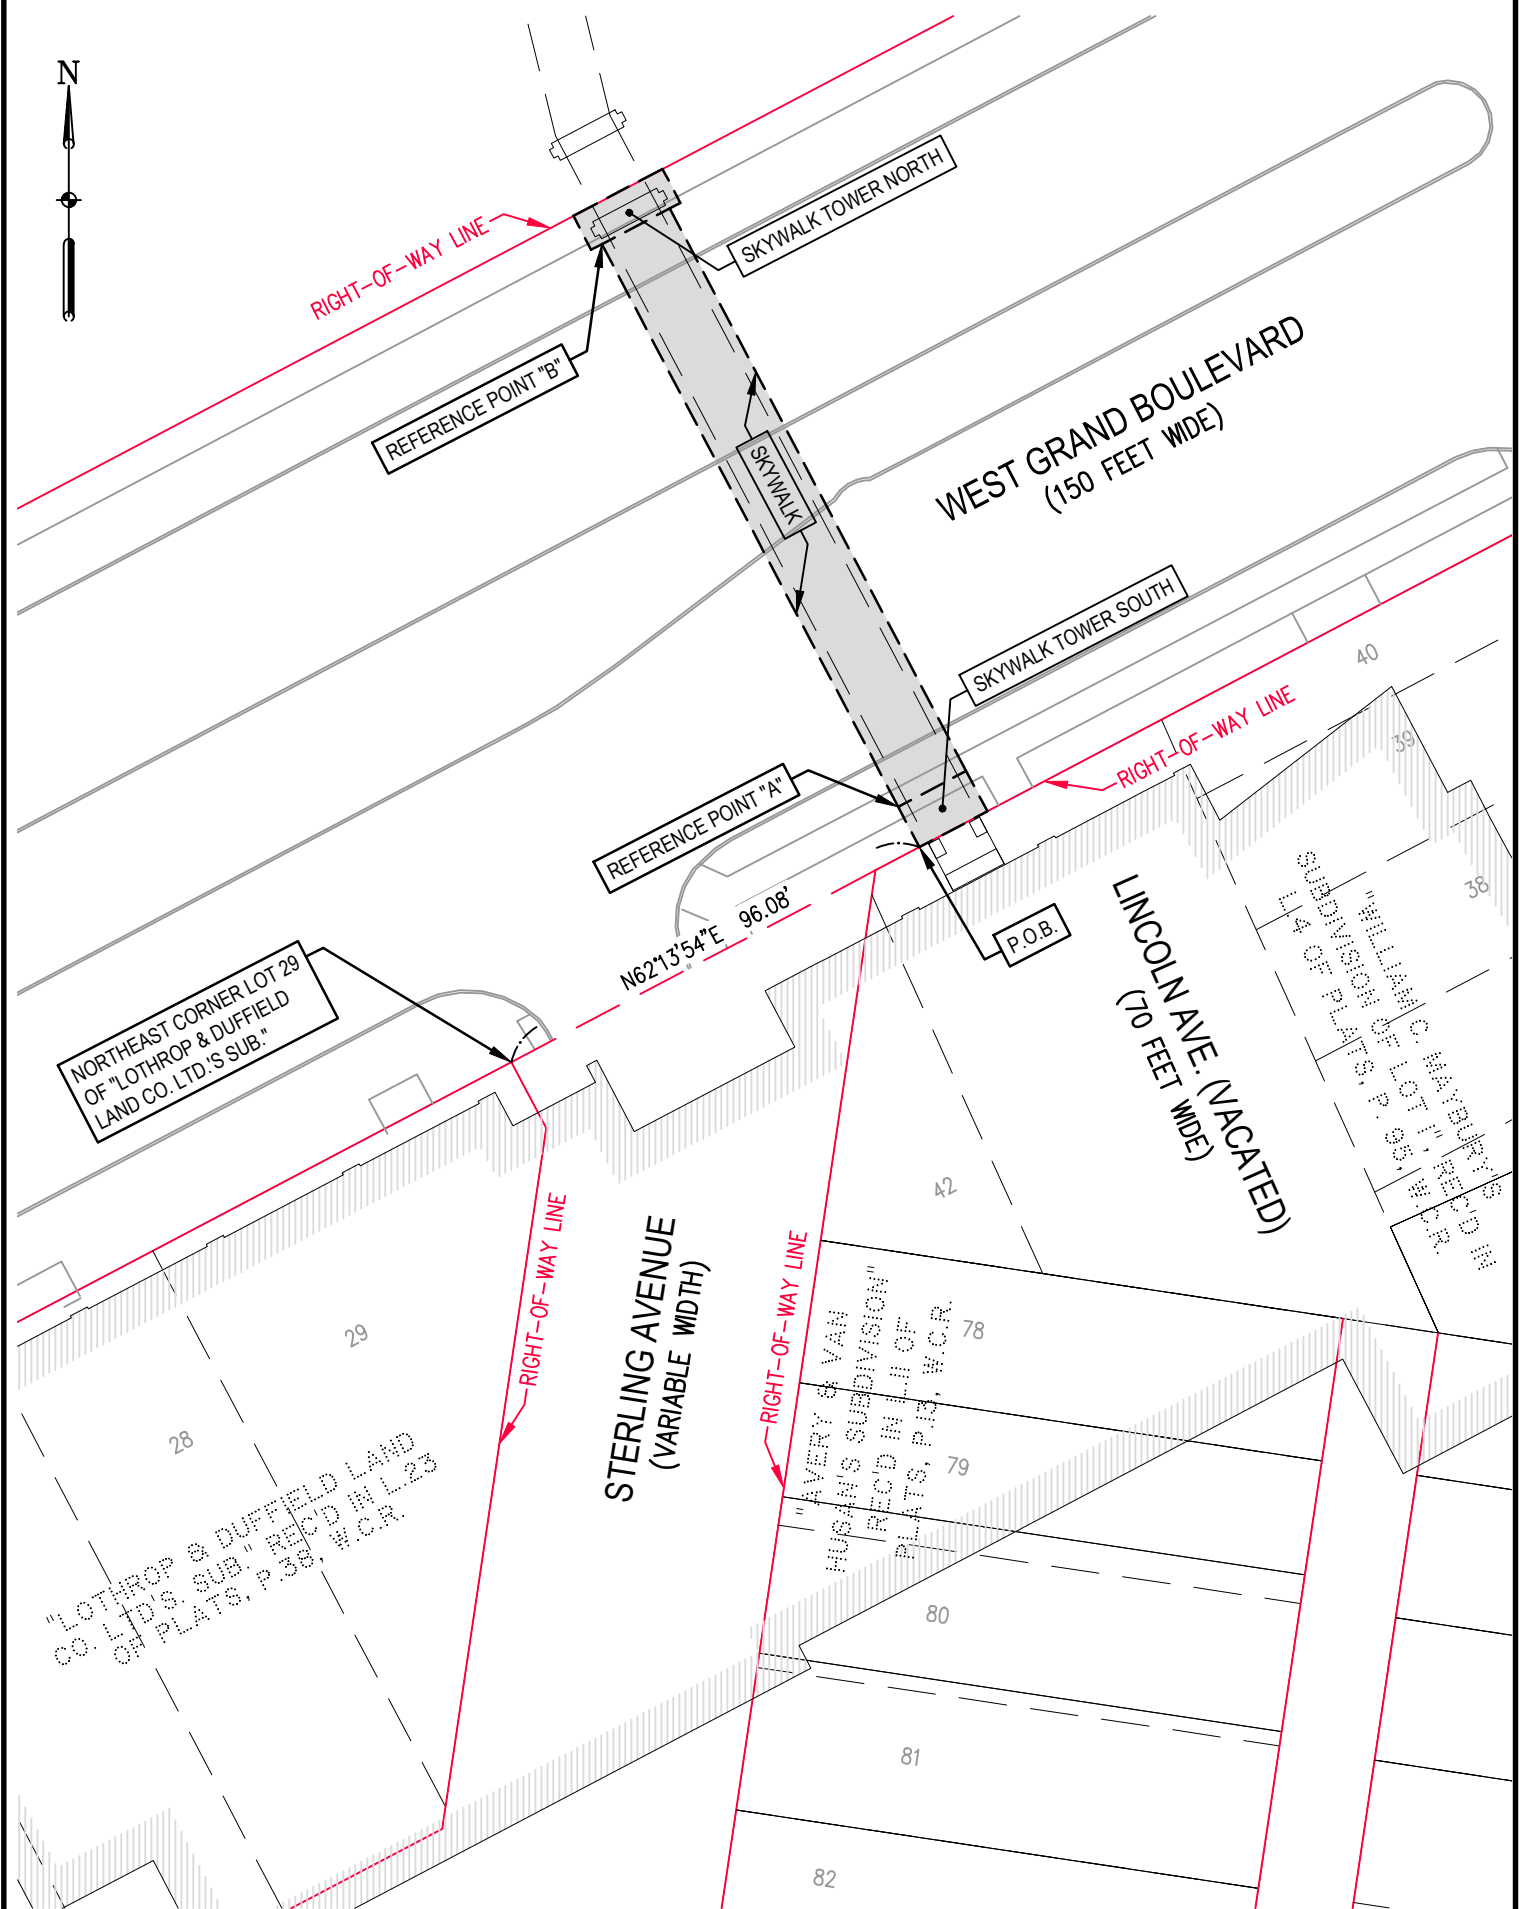 N
SKYWALK TOWER NORTH
RIGHT-OF-WAY LINE
REFERENCE POINT "B"
WEST GRAND BOULEVARD
(150 FEET WIDE)
SKYWALK
SKYWALK TOWER SOUTH
40
RIGHT-OF-WAY LINE
39
REFERENCE POINT "A"
38
N62°13'54"E 96.08'
P.O.B.
NORTHEAST CORNER LOT 29
OF "LOTHROP & DUFFIELD
LAND CO. LTD.'S SUB."
LINCOLN AVE. (VACATED)
(70 FEET WIDE)
"WILLIAM C. MAYBURY'S
SUBDIVISION OF LOT 1", REC'D IN
L.4 OF PLATS, P. 95, W.C.R.
42
RIGHT-OF-WAY LINE
STERLING AVENUE
(VARIABLE WIDTH)
RIGHT-OF-WAY LINE
29
28
"LOTHROP & DUFFIELD LAND
CO. LTD'S. SUB." REC'D IN L.23
OF PLATS, P.38, W.C.R.
"AVERY & VAN
HUSAN'S SUBDIVISION"
REC'D IN L.11 OF
PLATS, P.13, W.C.R.
78
79
80
81
82